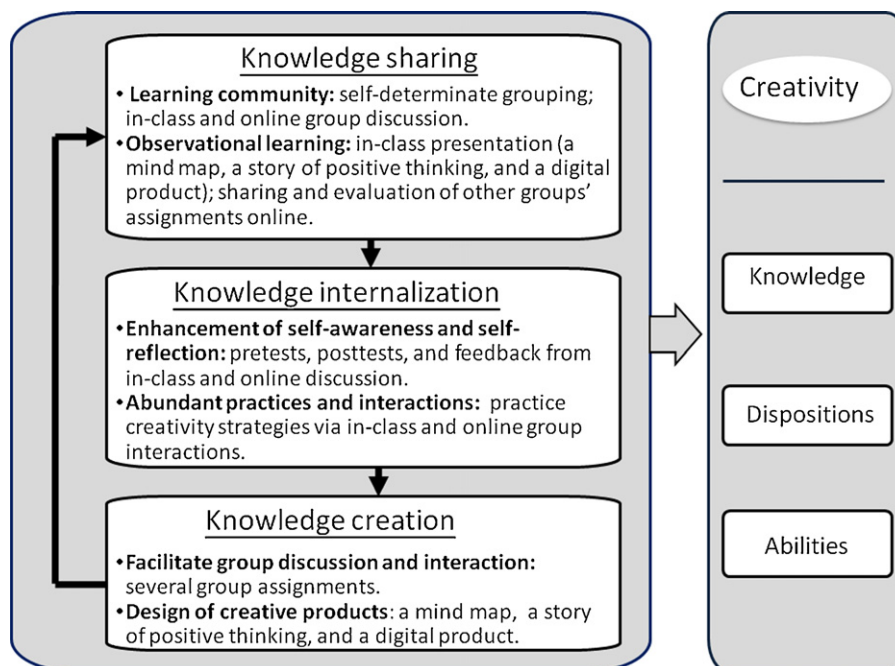 Knowledge sharing
• Learning community: self-determinate grouping;
in-class and online group discussion.
• Observational learning: in-class presentation (a
mind map, a story of positive thinking, and a digital
product); sharing and evaluation of other groups’
assignments online.
Knowledge internalization
• Enhancement of self-awareness and self-
reflection: pretests, posttests, and feedback from
in-class and online discussion.
• Abundant practices and interactions: practice
creativity strategies via in-class and online group
interactions.
Knowledge creation
• Facilitate group discussion and interaction:
several group assignments.
• Design of creative products: a mind map, a story
of positive thinking, and a digital product.
Creativity
Knowledge
Dispositions
Abilities